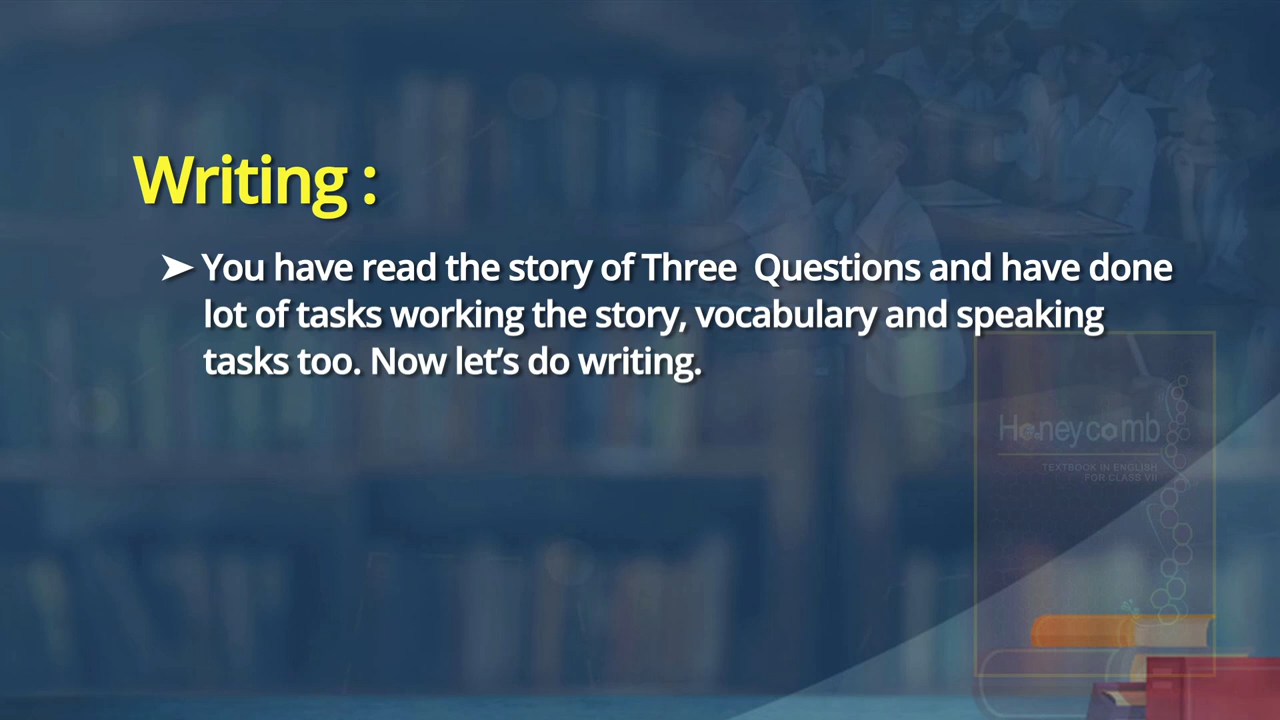 Writing :
➤ You have read the story of Three Questions and have done
lot of tasks working the story, vocabulary and speaking
tasks too. Now let’s do writing.
Honeycomb
TEXTBOOK IN ENGLISH
FOR CLASS VII